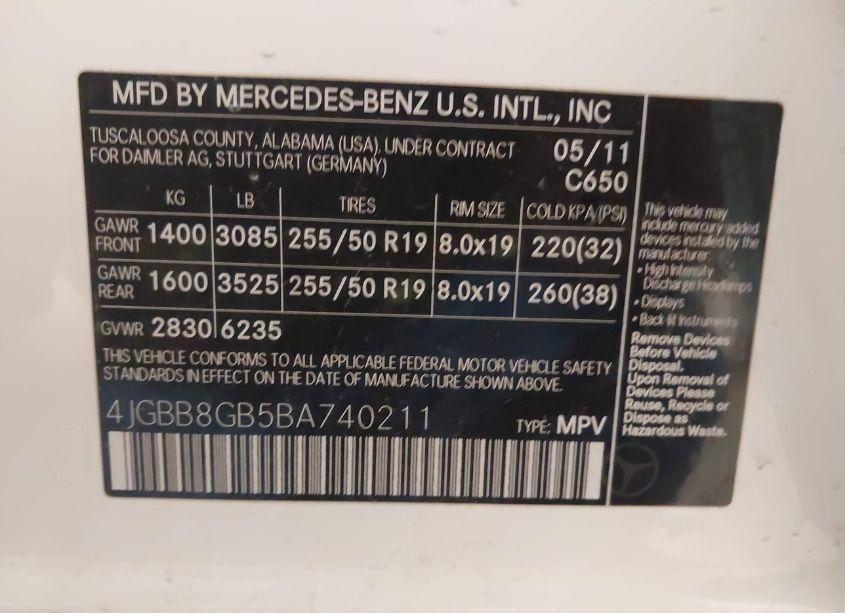 MFD BY MERCEDES-BENZ U.S. INTL., INC
TUSCALOOSA COUNTY, ALABAMA (USA), UNDER CONTRACT
FOR DAIMLER AG, STUTTGART (GERMANY)
05/11
C650
KG LB TIRES RIM SIZE COLD KPA/(PSI)
GAWR FRONT 1400 3085 255/50 R19 8.0x19 220(32)
GAWR REAR 1600 3525 255/50 R19 8.0x19 260(38)
GVWR 2830 6235
THIS VEHICLE CONFORMS TO ALL APPLICABLE FEDERAL MOTOR VEHICLE SAFETY
STANDARDS IN EFFECT ON THE DATE OF MANUFACTURE SHOWN ABOVE.
4JGBB8GB5BA740211 TYPE: MPV
This vehicle may
include mercury added
devices installed by the
manufacturer:
• High Intensity
Discharge Headlamps
• Displays
• Back lit Instruments
Remove Devices
Before Vehicle
Disposal.
Upon Removal of
Devices Please
Reuse, Recycle or
Dispose as
Hazardous Waste.